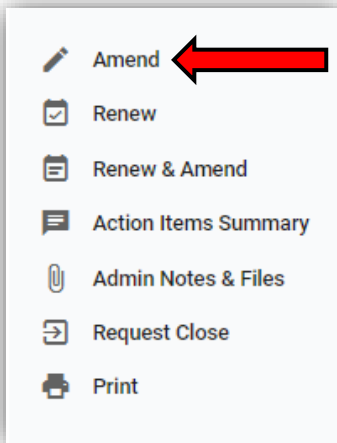 Amend
Renew
Renew & Amend
Action Items Summary
Admin Notes & Files
Request Close
Print